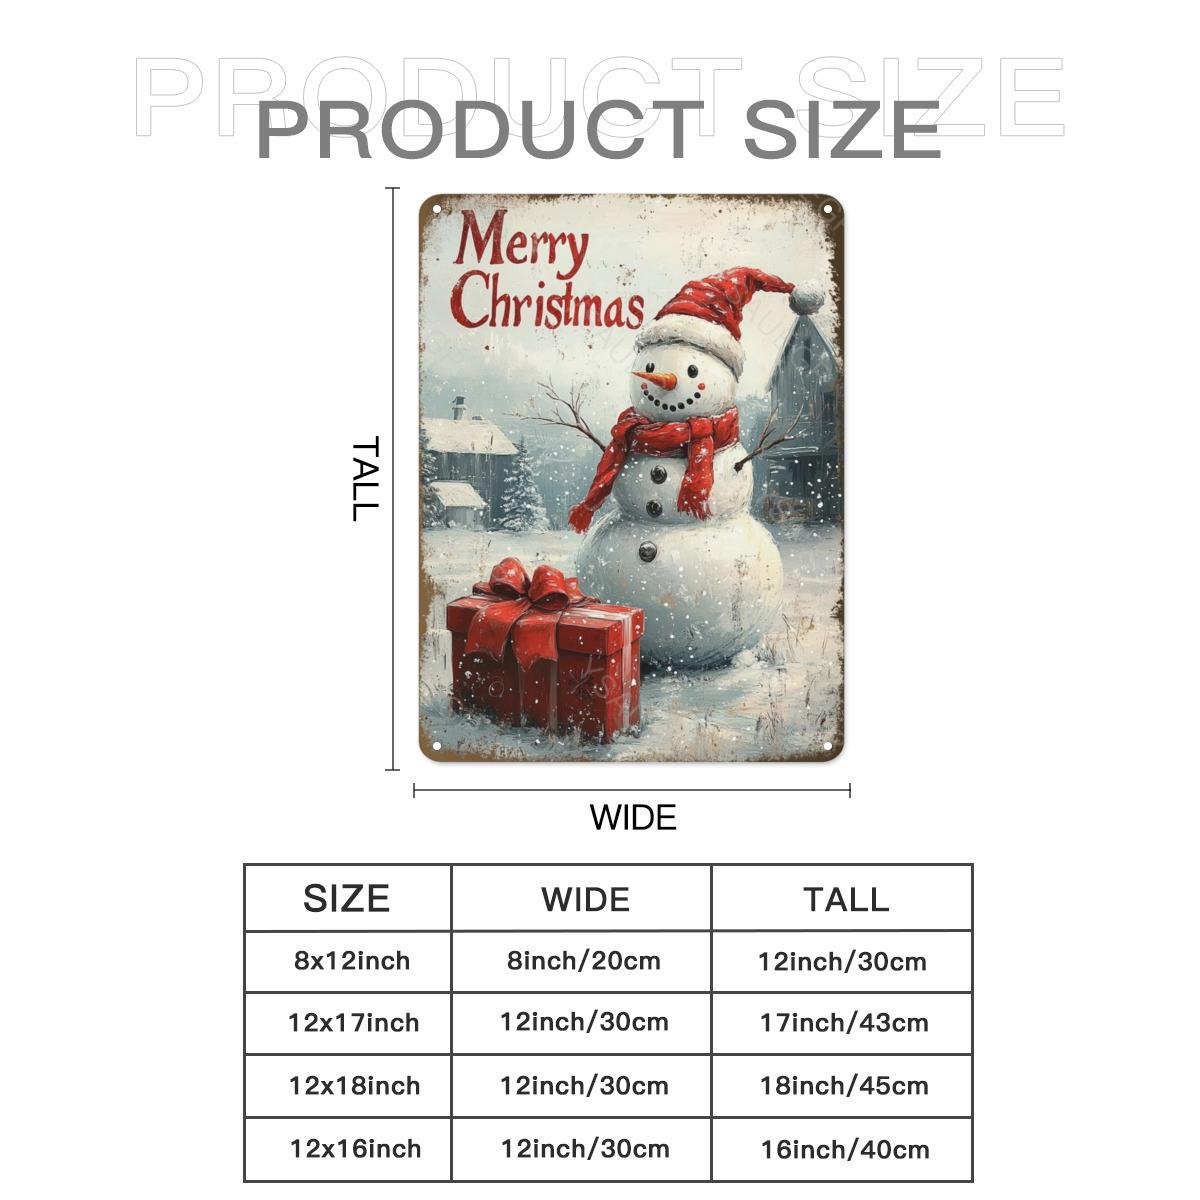 PRODUCT SIZE
PRODUCT SIZE
Merry
Christmas
TALL
WIDE
SIZE WIDE TALL
8x12inch 8inch/20cm 12inch/30cm
12x17inch 12inch/30cm 17inch/43cm
12x18inch 12inch/30cm 18inch/45cm
12x16inch 12inch/30cm 16inch/40cm